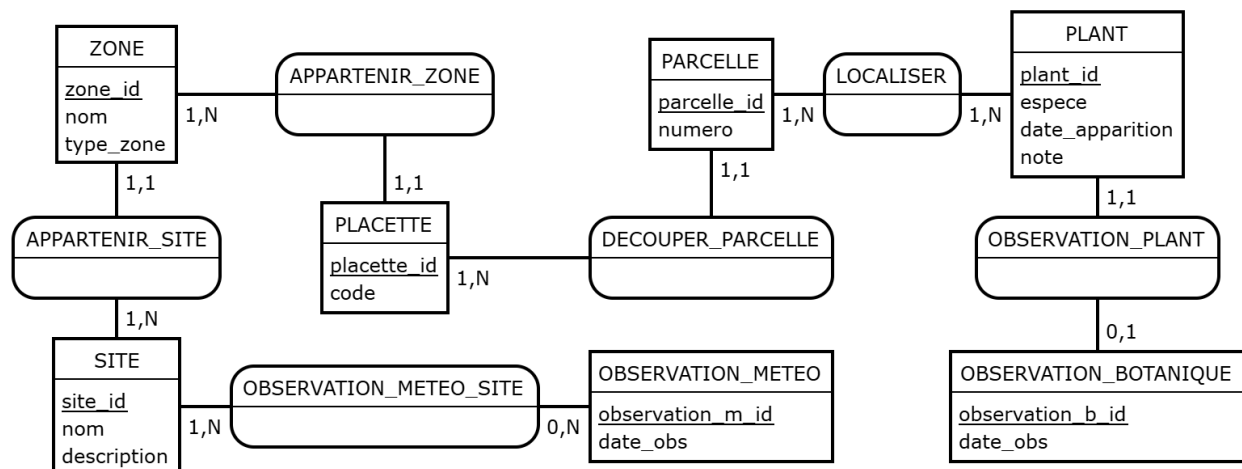 ZONE
zone_id
nom
type_zone
1,N
APPARTENIR_ZONE
1,1
1,1
APPARTENIR_SITE
1,N
PLACETTE
placette_id
code
1,N
PARCELLE
parcelle_id
numero
1,N
LOCALISER
1,N
PLANT
plant_id
espece
date_apparition
note
1,1
DECOUPER_PARCELLE
1,1
OBSERVATION_PLANT
0,1
SITE
site_id
nom
description
1,N
OBSERVATION_METEO_SITE
0,N
OBSERVATION_METEO
observation_m_id
date_obs
OBSERVATION_BOTANIQUE
observation_b_id
date_obs